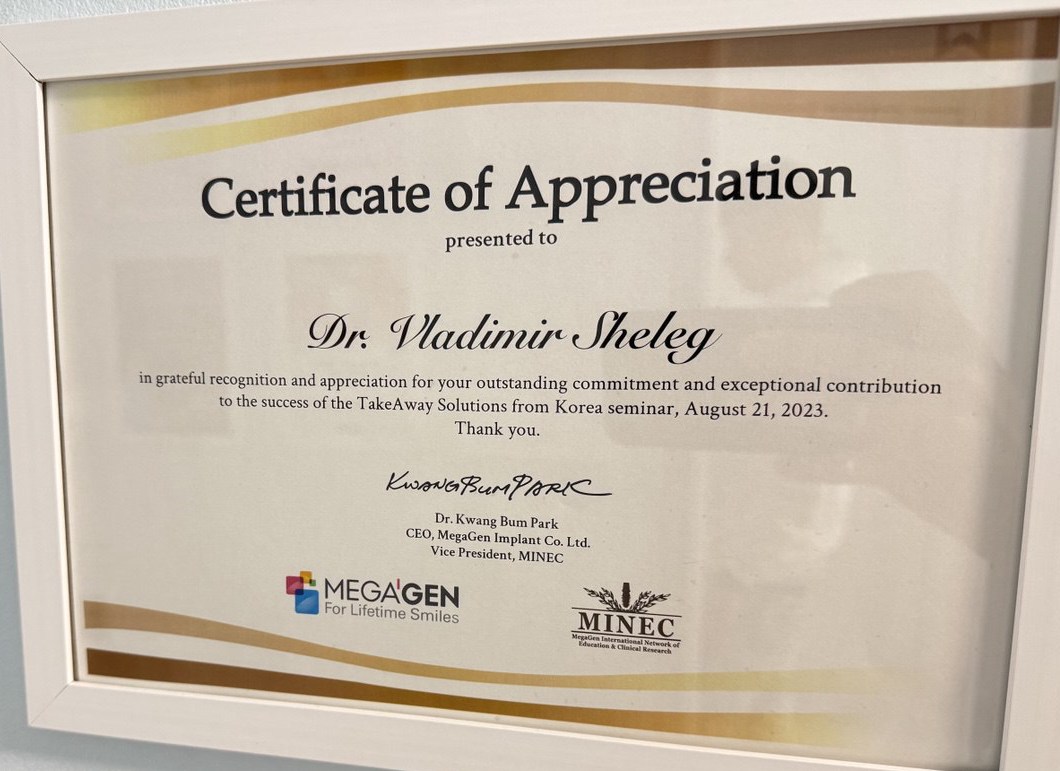 Certificate of Appreciation
presented to
Dr. Vladimir Sheleg
in grateful recognition and appreciation for your outstanding commitment and exceptional contribution
to the success of the TakeAway Solutions from Korea seminar, August 21, 2023.
Thank you.
KWANGBUMPARK
Dr. Kwang Bum Park
CEO, MegaGen Implant Co. Ltd.
Vice President, MINEC
MEGA'GEN
For Lifetime Smiles
MINEC
MegaGen International Network of
Education & Clinical Research